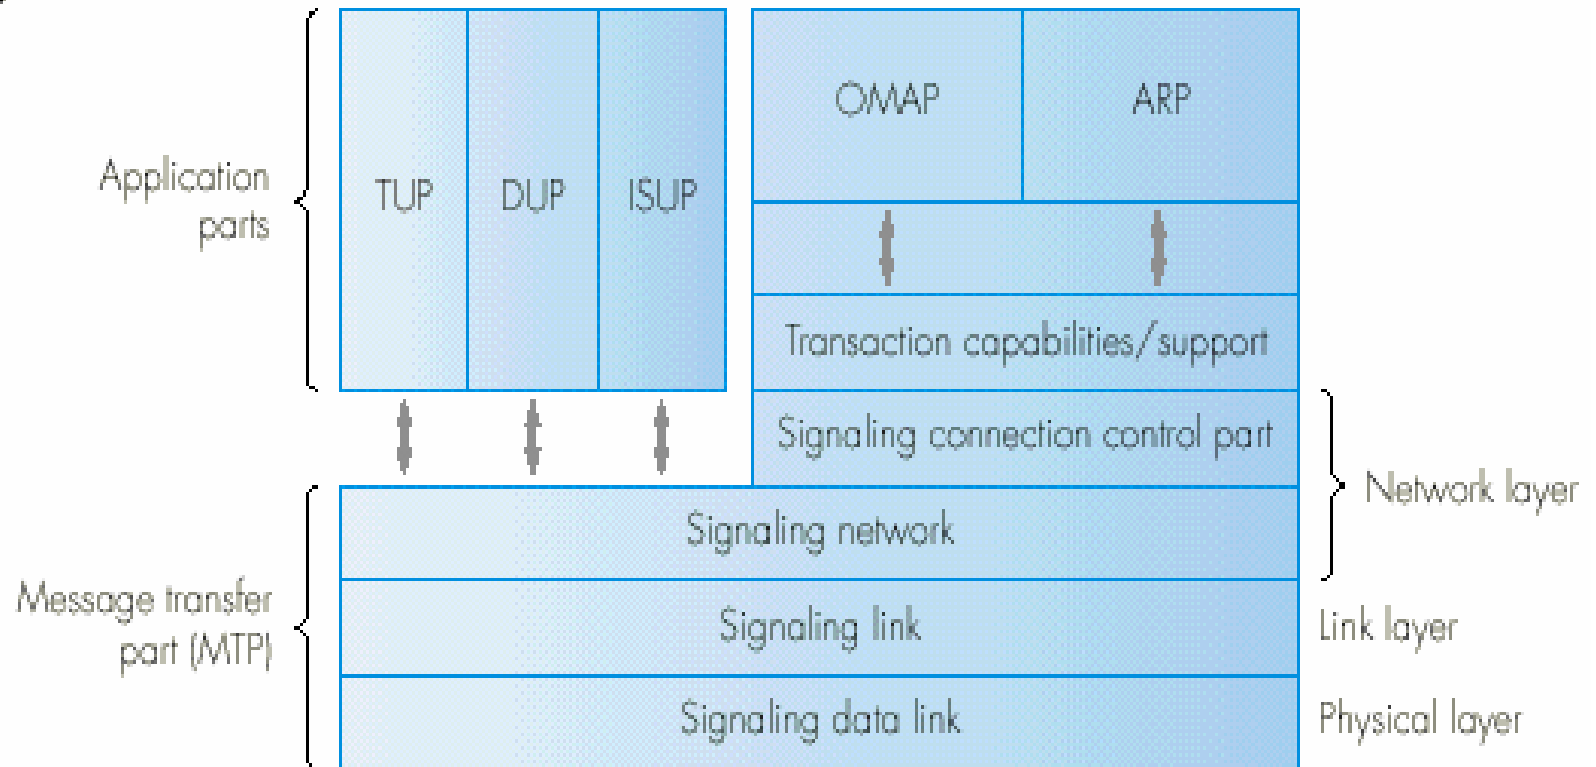 OMAP
ARP
Application
parts
TUP
DUP
ISUP
Transaction capabilities/support
Signaling connection control part
Network layer
Signaling network
Message transfer
part (MTP)
Signaling link
Link layer
Signaling data link
Physical layer